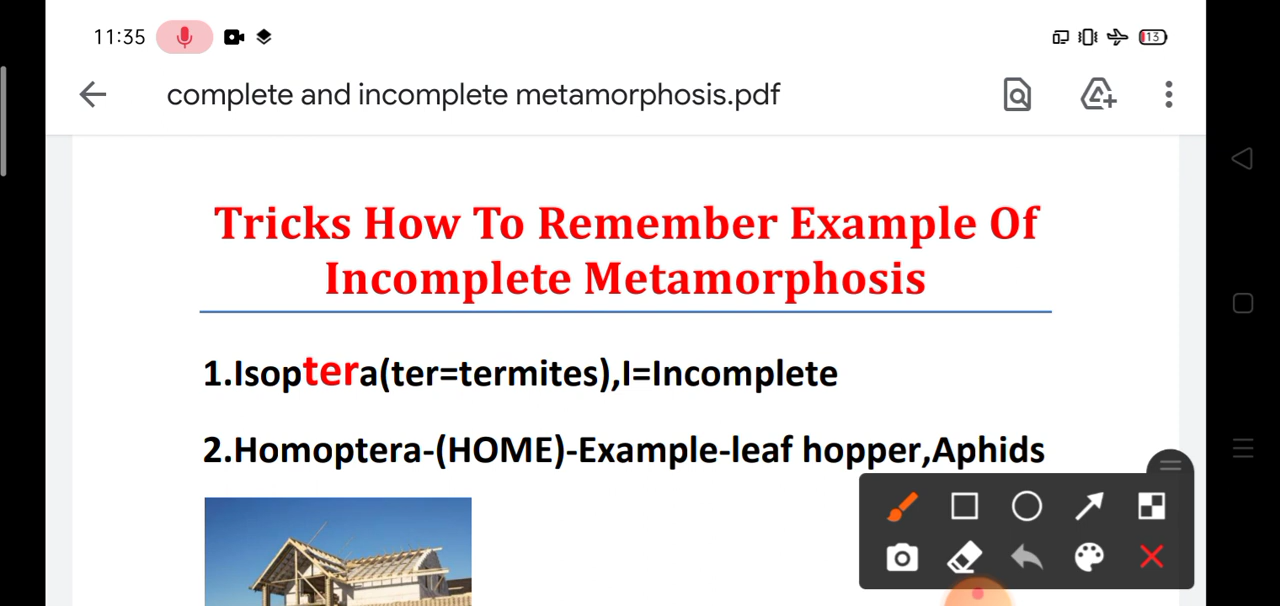 11:35
13
complete and incomplete metamorphosis.pdf
Tricks How To Remember Example Of
Incomplete Metamorphosis
1.Isoptera(ter=termites),I=Incomplete
2.Homoptera-(HOME)-Example-leaf hopper,Aphids